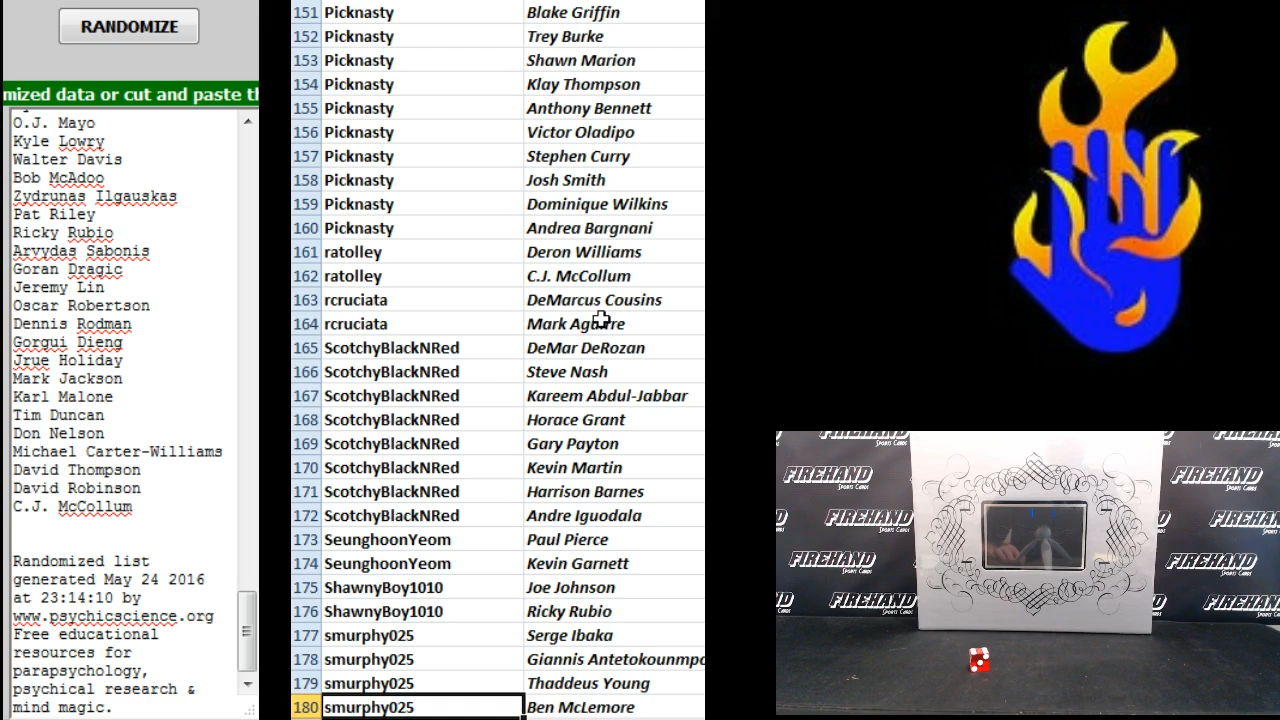 RANDOMIZE
mized data or cut and paste th
O.J. Mayo
Kyle Lowry
Walter Davis
Bob McAdoo
Zydrunas Ilgauskas
Pat Riley
Ricky Rubio
Arvydas Sabonis
Goran Dragic
Jeremy Lin
Oscar Robertson
Dennis Rodman
Gorgui Dieng
Jrue Holiday
Mark Jackson
Karl Malone
Tim Duncan
Don Nelson
Michael Carter-Williams
David Thompson
David Robinson
C.J. McCollum
Randomized list
generated May 24 2016
at 23:14:10 by
www.psychicscience.org
Free educational
resources for
parapsychology,
psychical research &
mind magic.
151 Picknasty Blake Griffin
152 Picknasty Trey Burke
153 Picknasty Shawn Marion
154 Picknasty Klay Thompson
155 Picknasty Anthony Bennett
156 Picknasty Victor Oladipo
157 Picknasty Stephen Curry
158 Picknasty Josh Smith
159 Picknasty Dominique Wilkins
160 Picknasty Andrea Bargnani
161 ratolley Deron Williams
162 ratolley C.J. McCollum
163 rcruciata DeMarcus Cousins
164 rcruciata Mark Aguirre
165 ScotchyBlackNRed DeMar DeRozan
166 ScotchyBlackNRed Steve Nash
167 ScotchyBlackNRed Kareem Abdul-Jabbar
168 ScotchyBlackNRed Horace Grant
169 ScotchyBlackNRed Gary Payton
170 ScotchyBlackNRed Kevin Martin
171 ScotchyBlackNRed Harrison Barnes
172 ScotchyBlackNRed Andre Iguodala
173 SeunghoonYeom Paul Pierce
174 SeunghoonYeom Kevin Garnett
175 ShawnyBoy1010 Joe Johnson
176 ShawnyBoy1010 Ricky Rubio
177 smurphy025 Serge Ibaka
178 smurphy025 Giannis Antetokounmpo
179 smurphy025 Thaddeus Young
180 smurphy025 Ben McLemore
FIREHAND
SPORTS CARDS
FIREHAND
SPORTS CARDS
FIREHAND
SPORTS CARDS
FIREHAND
SPORTS CARDS
FIREHAND
FIREHAND
FIREHAND
FIREHAND